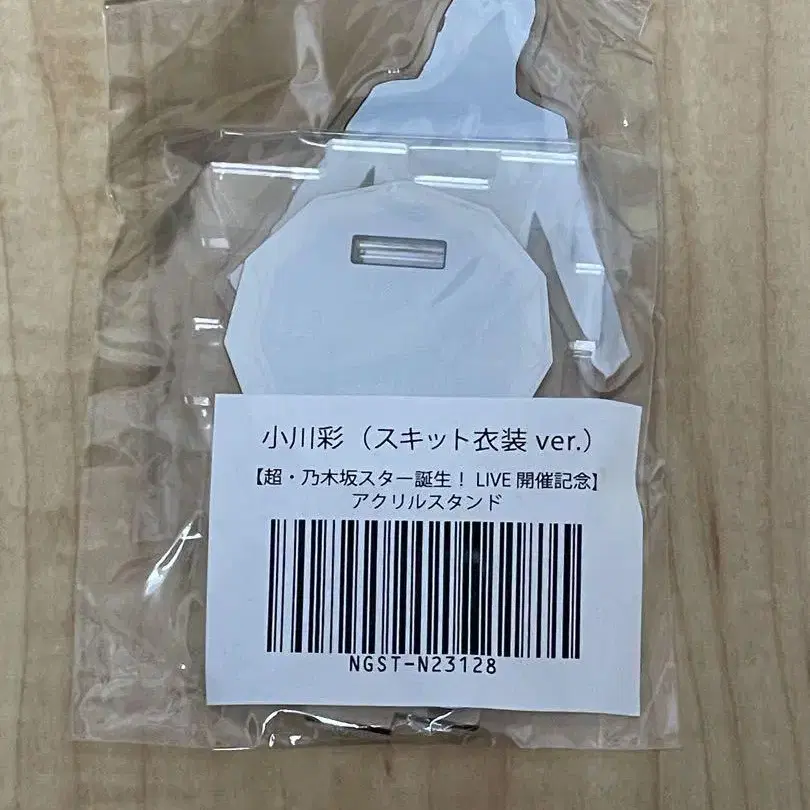 小川彩（スキット衣装 ver.）
【超・乃木坂スター誕生！ LIVE 開催記念】
アクリルスタンド
NGST-N23128